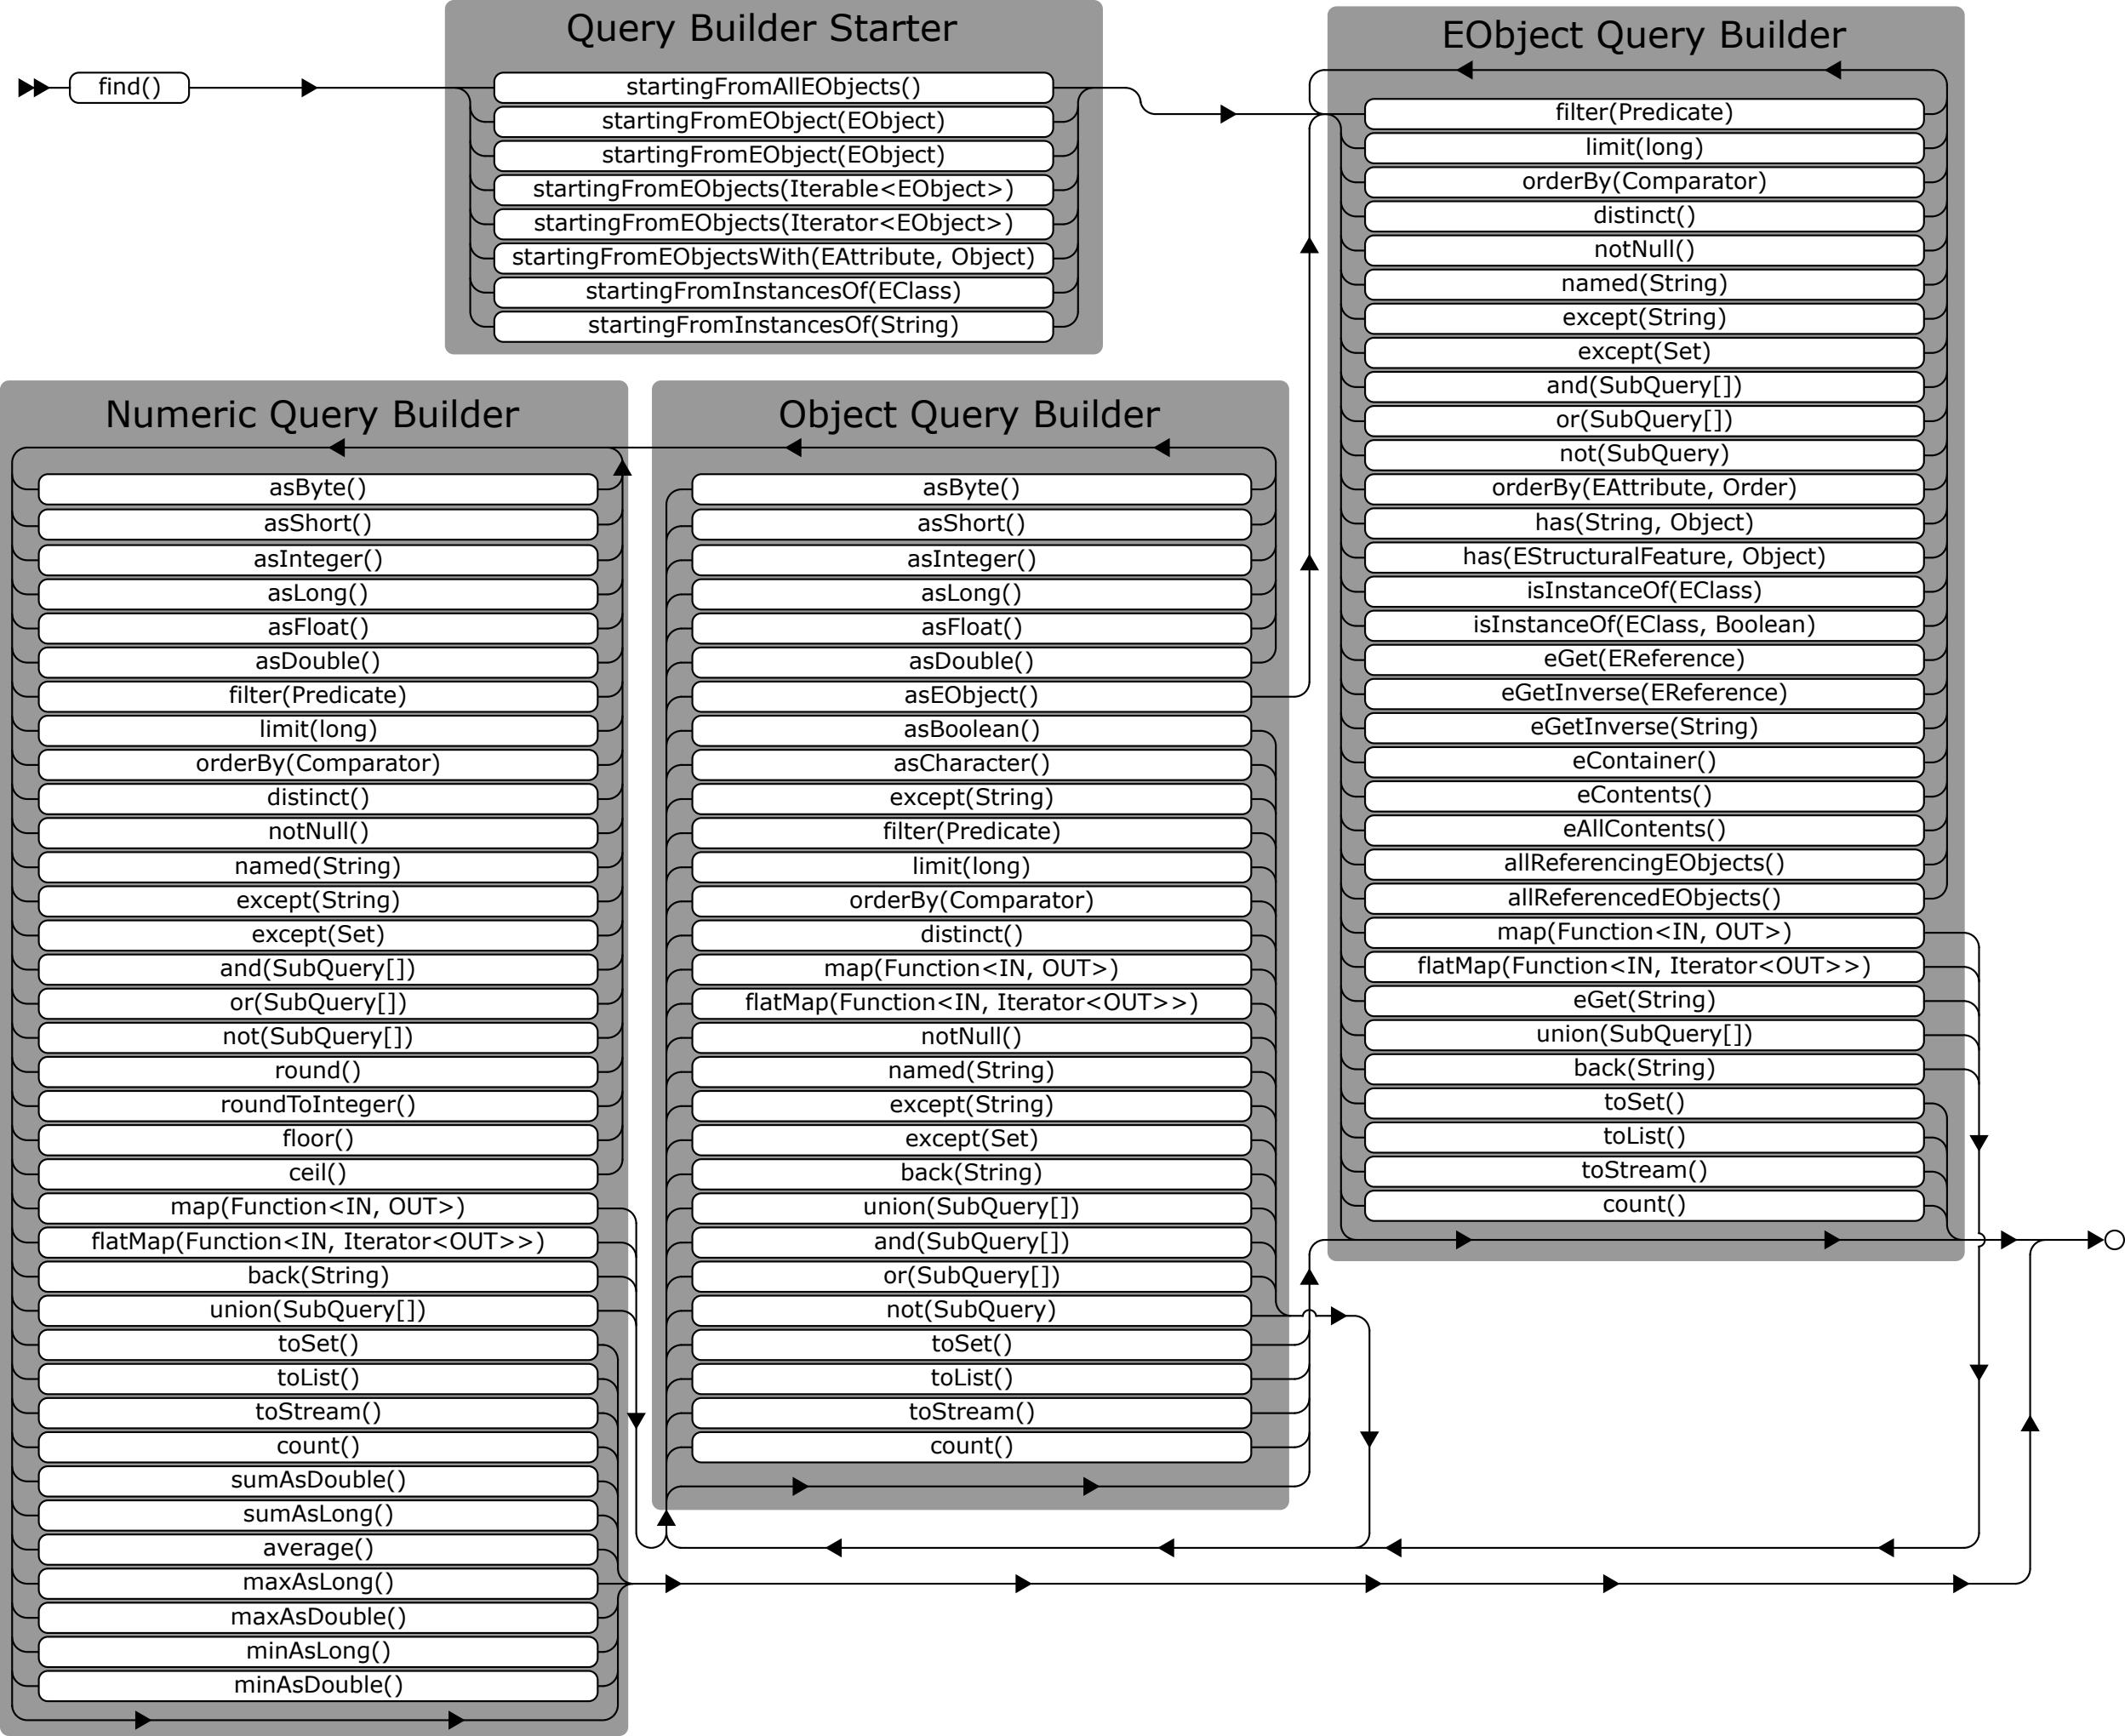 Query Builder Starter
find()
startingFromAllEObjects()
startingFromEObject(EObject)
startingFromEObject(EObject)
startingFromEObjects(Iterable<EObject>)
startingFromEObjects(Iterator<EObject>)
startingFromEObjectsWith(EAttribute, Object)
startingFromInstancesOf(EClass)
startingFromInstancesOf(String)
EObject Query Builder
filter(Predicate)
limit(long)
orderBy(Comparator)
distinct()
notNull()
named(String)
except(String)
except(Set)
and(SubQuery[])
or(SubQuery[])
not(SubQuery)
orderBy(EAttribute, Order)
has(String, Object)
has(EStructuralFeature, Object)
isInstanceOf(EClass)
isInstanceOf(EClass, Boolean)
eGet(EReference)
eGetInverse(EReference)
eGetInverse(String)
eContainer()
eContents()
eAllContents()
allReferencingEObjects()
allReferencedEObjects()
map(Function<IN, OUT>)
flatMap(Function<IN, Iterator<OUT>>)
eGet(String)
union(SubQuery[])
back(String)
toSet()
toList()
toStream()
count()
Numeric Query Builder
asByte()
asShort()
asInteger()
asLong()
asFloat()
asDouble()
filter(Predicate)
limit(long)
orderBy(Comparator)
distinct()
notNull()
named(String)
except(String)
except(Set)
and(SubQuery[])
or(SubQuery[])
not(SubQuery[])
round()
roundToInteger()
floor()
ceil()
map(Function<IN, OUT>)
flatMap(Function<IN, Iterator<OUT>>)
back(String)
union(SubQuery[])
toSet()
toList()
toStream()
count()
sumAsDouble()
sumAsLong()
average()
maxAsLong()
maxAsDouble()
minAsLong()
minAsDouble()
Object Query Builder
asByte()
asShort()
asInteger()
asLong()
asFloat()
asDouble()
asEObject()
asBoolean()
asCharacter()
except(String)
filter(Predicate)
limit(long)
orderBy(Comparator)
distinct()
map(Function<IN, OUT>)
flatMap(Function<IN, Iterator<OUT>>)
notNull()
named(String)
except(String)
except(Set)
back(String)
union(SubQuery[])
and(SubQuery[])
or(SubQuery[])
not(SubQuery)
toSet()
toList()
toStream()
count()